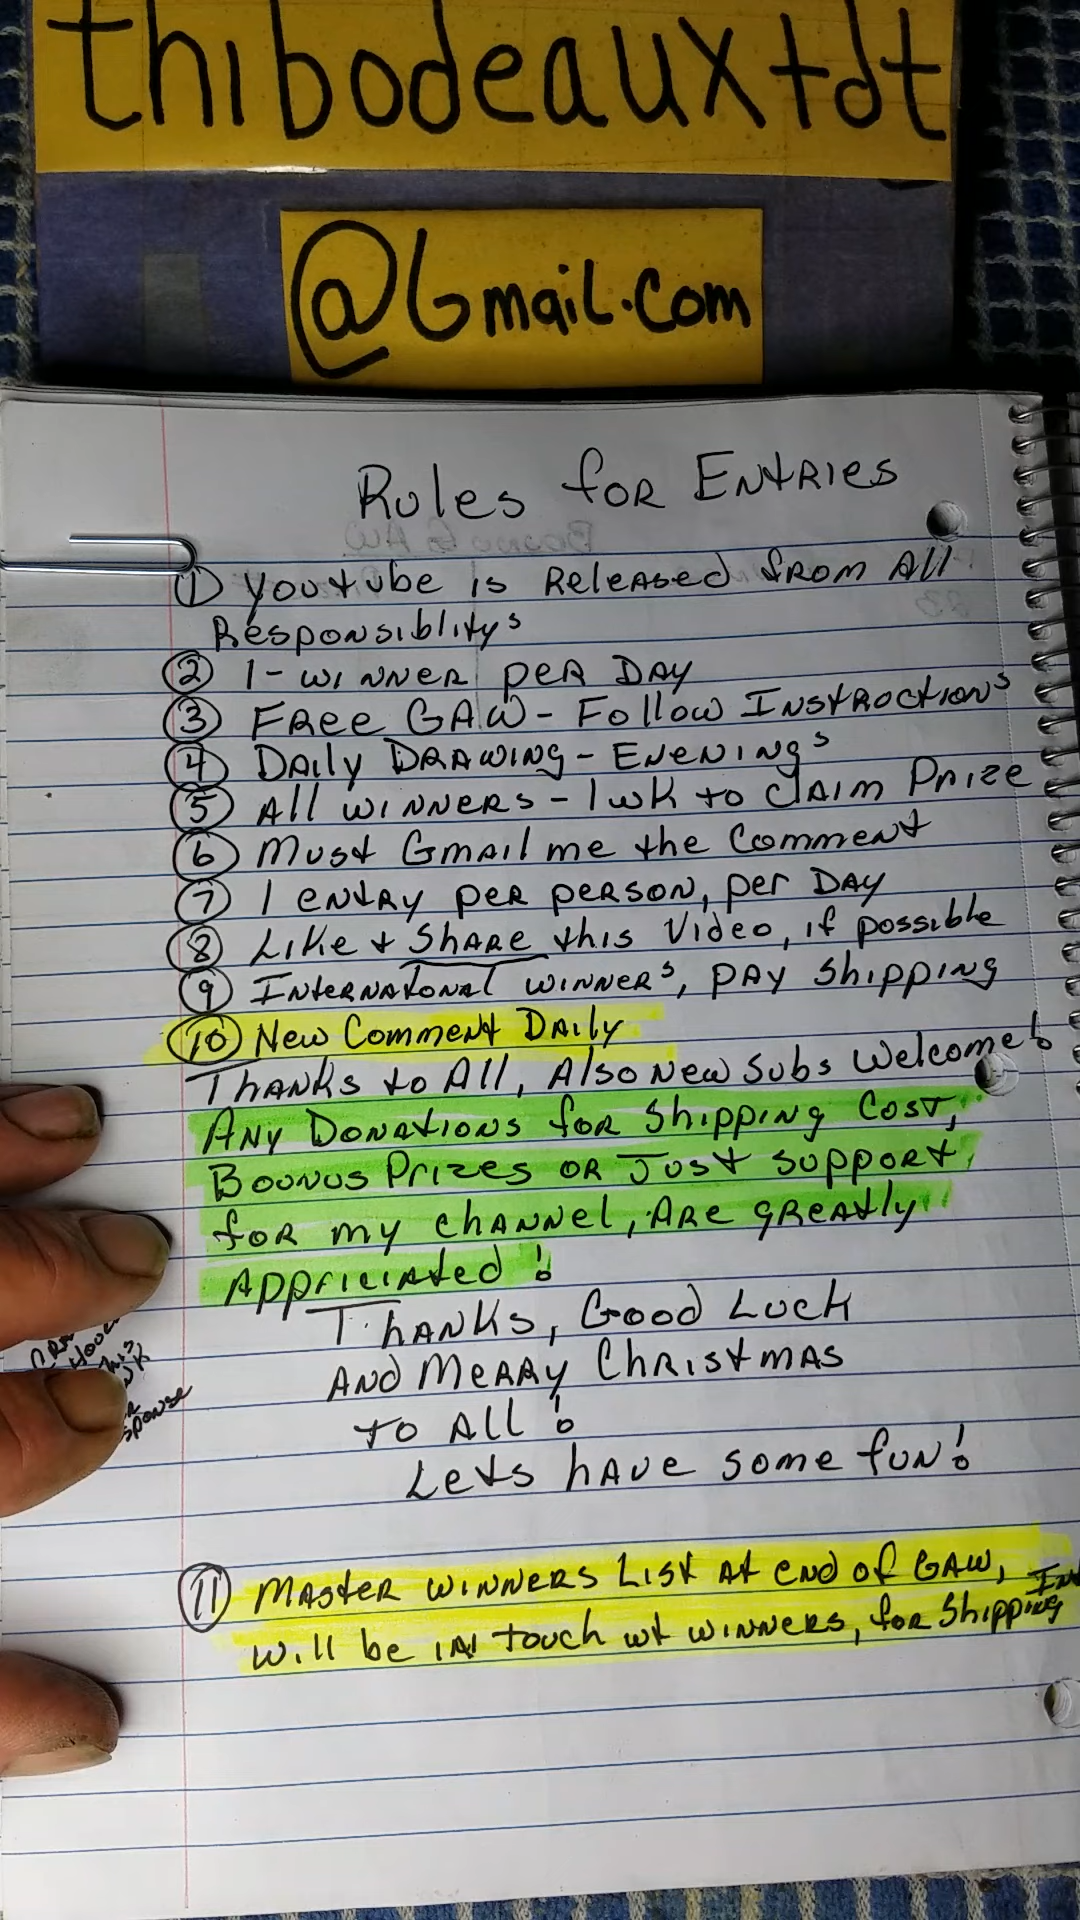 thibodeauxtdt
@Gmail.com
Rules for Entries
① Youtube is Released from All
Responsiblitys
② 1- winner per Day
③ Free GAW - Follow Instructions
④ Daily Drawing - Evenings
⑤ All winners - 1wk to claim Prize
⑥ Must Gmail me the Comment
⑦ 1 entry per person, per Day
⑧ Like + Share this Video, if possible
⑨ Internatonal winners, pay shipping
⑩ New Comment Daily
Thanks to All, Also New subs Welcome!
Any Donations for Shipping Cost,
Boonus Prizes or Just support
for my channel, Are greatly
Appriciated!
Thanks, Good Luck
And Merry Christmas
To All!
Lets have some fun!
⑪ Master winners List at end of GAW,
will be in touch wt winners, for Shipping